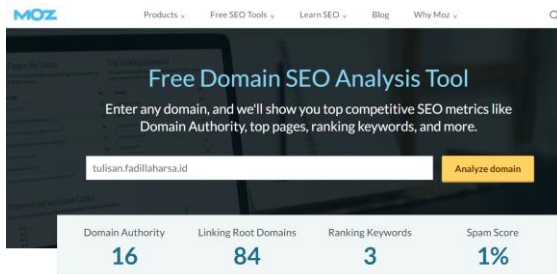 MOZ
Products Free SEO Tools Learn SEO Blog Why Moz
Free Domain SEO Analysis Tool
Enter any domain, and we'll show you top competitive SEO metrics like
Domain Authority, top pages, ranking keywords, and more.
tulisan.fadillaharsa.id Analyze domain
Domain Authority Linking Root Domains Ranking Keywords Spam Score
16 84 3 1%